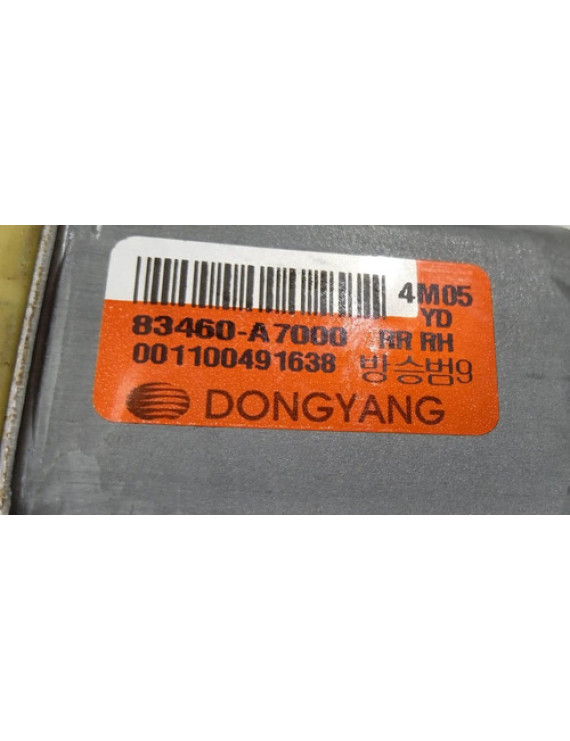 4M05
YD
83460-A7000 RR RH
001100491638 방승범9
DONGYANG